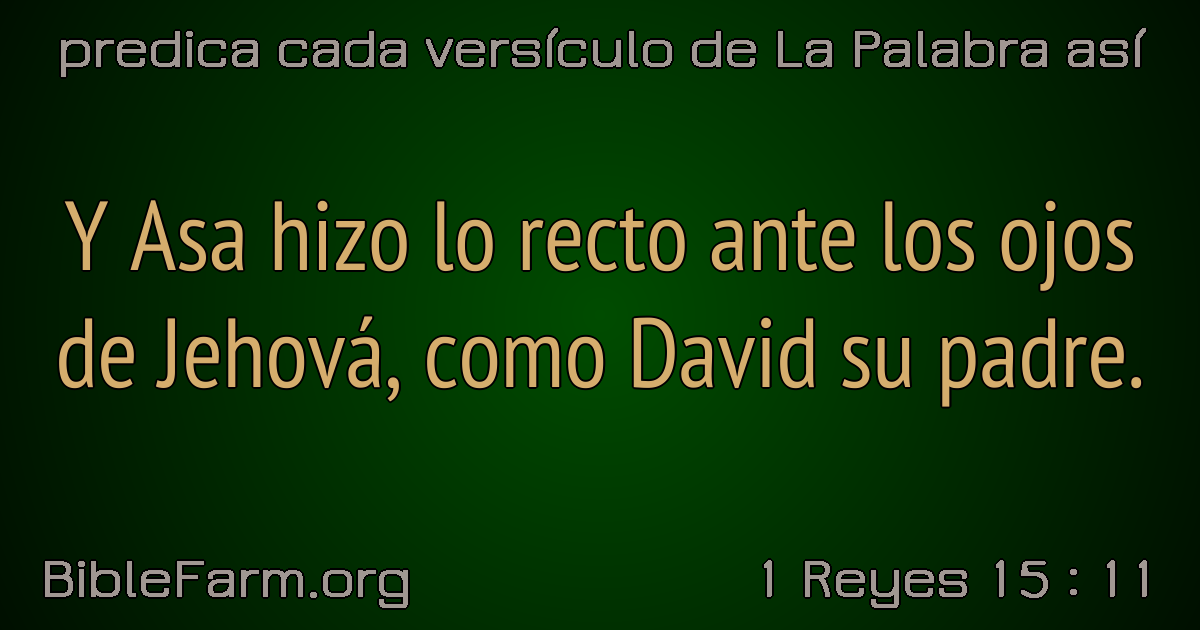 predica cada versículo de La Palabra así
Y Asa hizo lo recto ante los ojos
de Jehová, como David su padre.
BibleFarm.org
1 Reyes 15 : 11